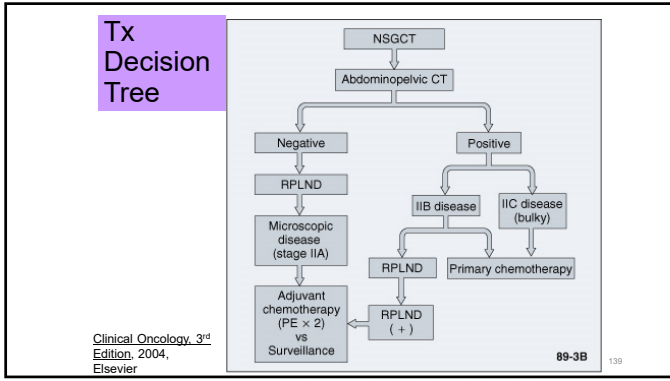 Tx
Decision
Tree
NSGCT
Abdominopelvic CT
Negative
Positive
RPLND
IIB disease
IIC disease
(bulky)
Microscopic
disease
(stage IIA)
RPLND
Primary chemotherapy
Adjuvant
chemotherapy
(PE × 2)
vs
Surveillance
RPLND
( + )
Clinical Oncology, 3rd
Edition, 2004,
Elsevier
89-3B
139